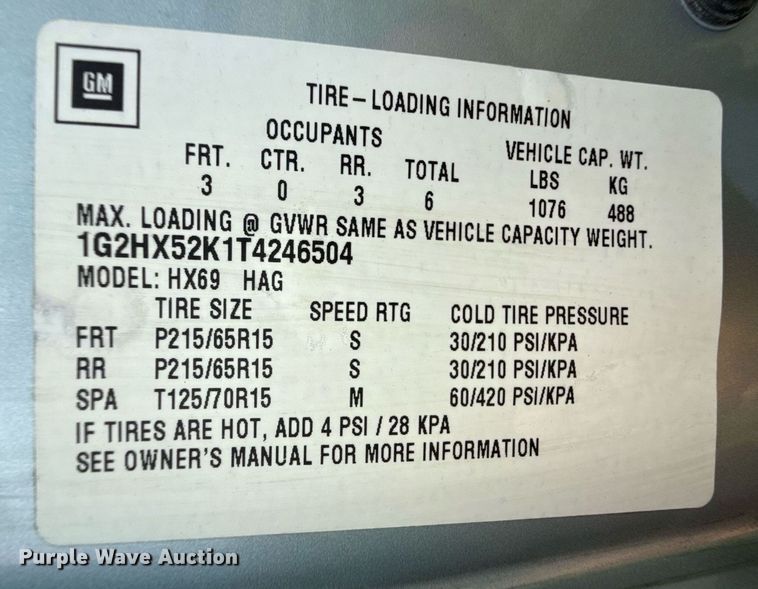 GM
TIRE-LOADING INFORMATION
OCCUPANTS VEHICLE CAP. WT.
FRT. CTR. RR. TOTAL LBS KG
3 0 3 6 1076 488
MAX. LOADING @ GVWR SAME AS VEHICLE CAPACITY WEIGHT.
1G2HX52K1T4246504
MODEL: HX69 HAG
TIRE SIZE SPEED RTG COLD TIRE PRESSURE
FRT P215/65R15 S 30/210 PSI/KPA
RR P215/65R15 S 30/210 PSI/KPA
SPA T125/70R15 M 60/420 PSI/KPA
IF TIRES ARE HOT, ADD 4 PSI / 28 KPA
SEE OWNER'S MANUAL FOR MORE INFORMATION
Purple Wave Auction